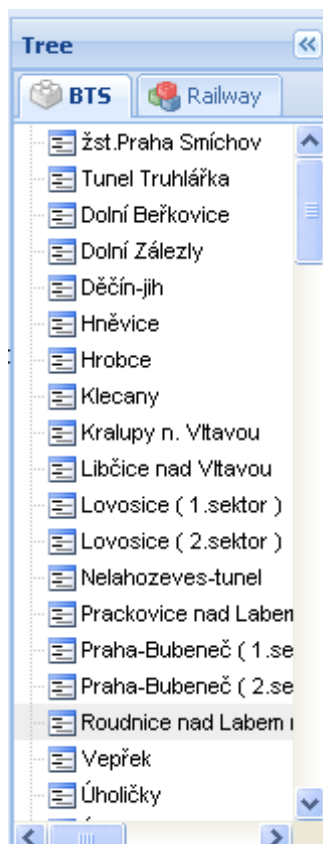 Tree
BTS Railway
žst.Praha Smíchov
Tunel Truhlářka
Dolní Beřkovice
Dolní Zálezly
Děčín-jih
Hněvice
Hrobce
Klecany
Kralupy n. Vltavou
Libčice nad Vltavou
Lovosice ( 1.sektor )
Lovosice ( 2.sektor )
Nelahozeves-tunel
Prackovice nad Labem
Praha-Bubeneč ( 1.se
Praha-Bubeneč ( 2.se
Roudnice nad Labem
Vepřek
Úholičky